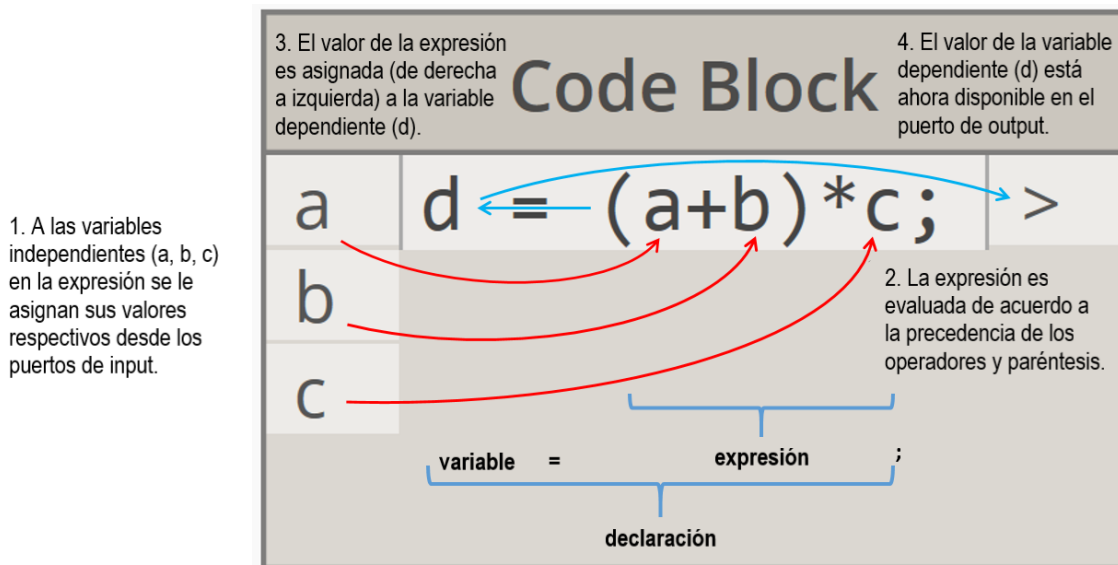 3. El valor de la expresión
es asignada (de derecha
a izquierda) a la variable
dependiente (d).
Code Block
4. El valor de la variable
dependiente (d) está
ahora disponible en el
puerto de output.
1. A las variables
independientes (a, b, c)
en la expresión se le
asignan sus valores
respectivos desde los
puertos de input.
a
b
c
d = (a+b)*c;
>
2. La expresión es
evaluada de acuerdo a
la precedencia de los
operadores y paréntesis.
variable = expresión ;
declaración